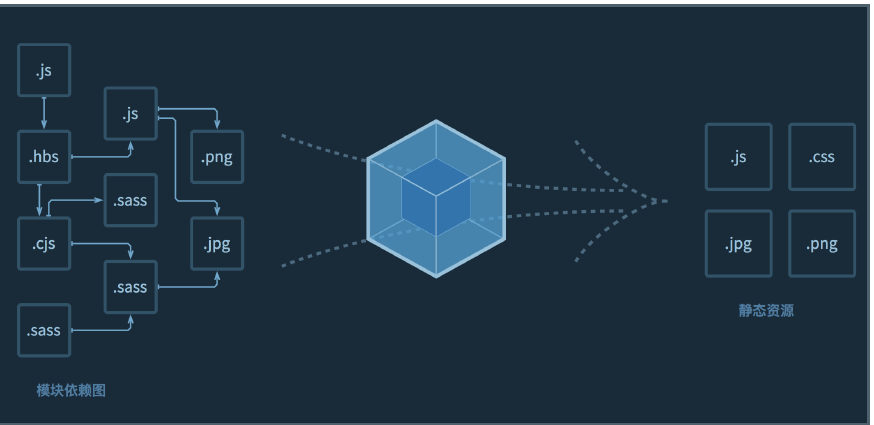 .js
.js
.hbs
.png
.sass
.cjs
.jpg
.sass
.sass
模块依赖图
.js
.css
.jpg
.png
静态资源